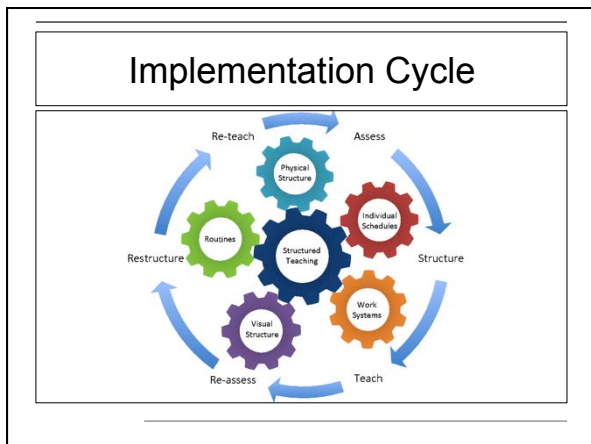 Implementation Cycle
Re-teach
Assess
Physical
Structure
Individual
Schedules
Routines
Structured
Teaching
Restructure
Structure
Work
Systems
Visual
Structure
Re-assess
Teach